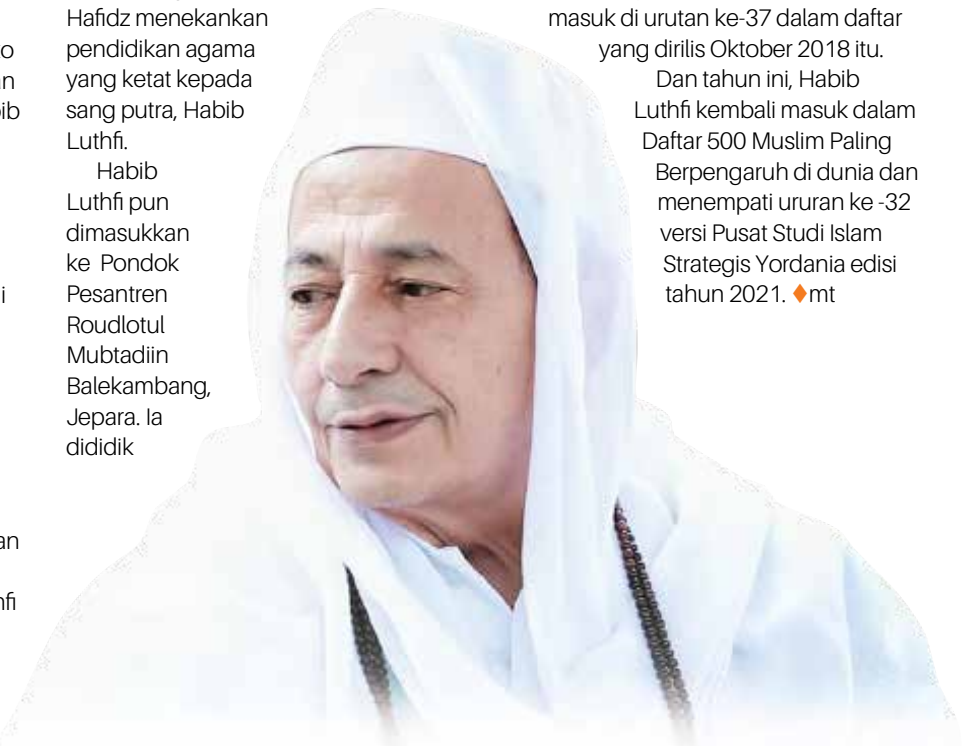 Hafidz menekankan
pendidikan agama
yang ketat kepada
sang putra, Habib
Luthfi.
Habib
Luthfi pun
dimasukkan
ke Pondok
Pesantren
Roudlotul
Mubtadiin
Balekambang,
Jepara. Ia
dididik
masuk di urutan ke-37 dalam daftar
yang dirilis Oktober 2018 itu.
Dan tahun ini, Habib
Luthfi kembali masuk dalam
Daftar 500 Muslim Paling
Berpengaruh di dunia dan
menempati ururan ke -32
versi Pusat Studi Islam
Strategis Yordania edisi
tahun 2021. ♦mt